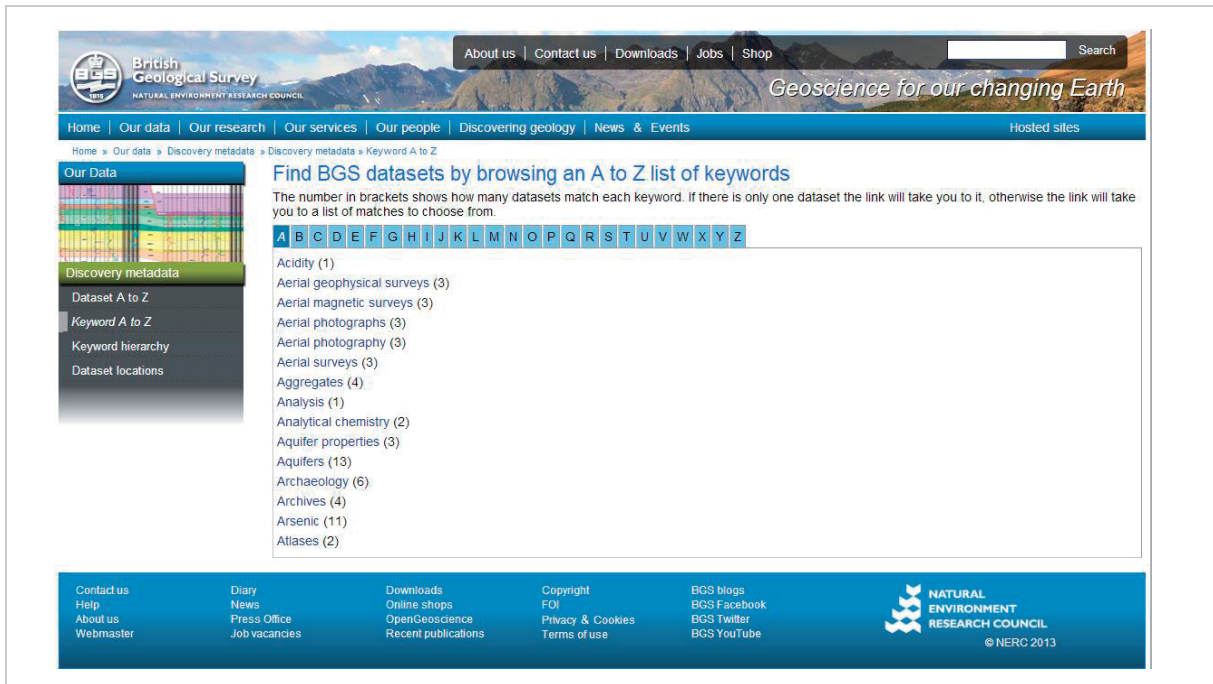 British
Geological Survey
NATURAL ENVIRONMENT RESEARCH COUNCIL
About us | Contact us | Downloads | Jobs | Shop
Search
Geoscience for our changing Earth
Home | Our data | Our research | Our services | Our people | Discovering geology | News & Events
Hosted sites
Home » Our data » Discovery metadata » Discovery metadata » Keyword A to Z
Our Data
Discovery metadata
Dataset A to Z
Keyword A to Z
Keyword hierarchy
Dataset locations
Find BGS datasets by browsing an A to Z list of keywords
The number in brackets shows how many datasets match each keyword. If there is only one dataset the link will take you to it, otherwise the link will take
you to a list of matches to choose from.
A B C D E F G H I J K L M N O P Q R S T U V W X Y Z
Acidity (1)
Aerial geophysical surveys (3)
Aerial magnetic surveys (3)
Aerial photographs (3)
Aerial photography (3)
Aerial surveys (3)
Aggregates (4)
Analysis (1)
Analytical chemistry (2)
Aquifer properties (3)
Aquifers (13)
Archaeology (6)
Archives (4)
Arsenic (11)
Atlases (2)
Contact us
Help
About us
Webmaster
Diary
News
Press Office
Job vacancies
Downloads
Online shops
OpenGeoscience
Recent publications
Copyright
FOI
Privacy & Cookies
Terms of use
BGS blogs
BGS Facebook
BGS Twitter
BGS YouTube
NATURAL
ENVIRONMENT
RESEARCH COUNCIL
© NERC 2013